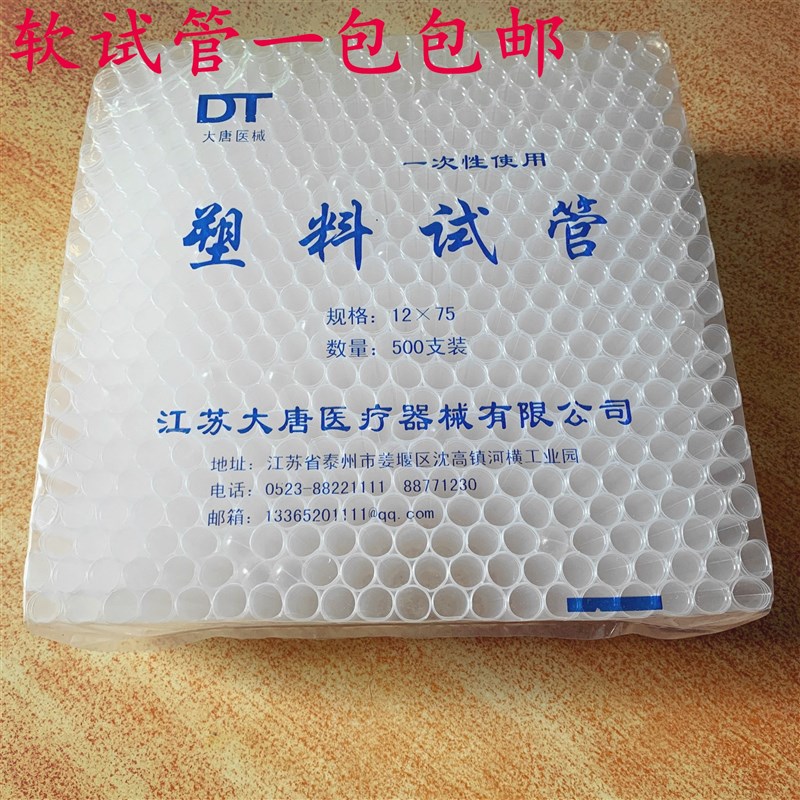 软试管一包包邮
DT
大唐医械
一次性使用
塑料试管
规格：12×75
数量：500支装
江苏大唐医疗器械有限公司
地址：江苏省泰州市姜堰区沈高镇河横工业园
电话：0523-88221111 88771230
邮箱：13365201111@qq.com